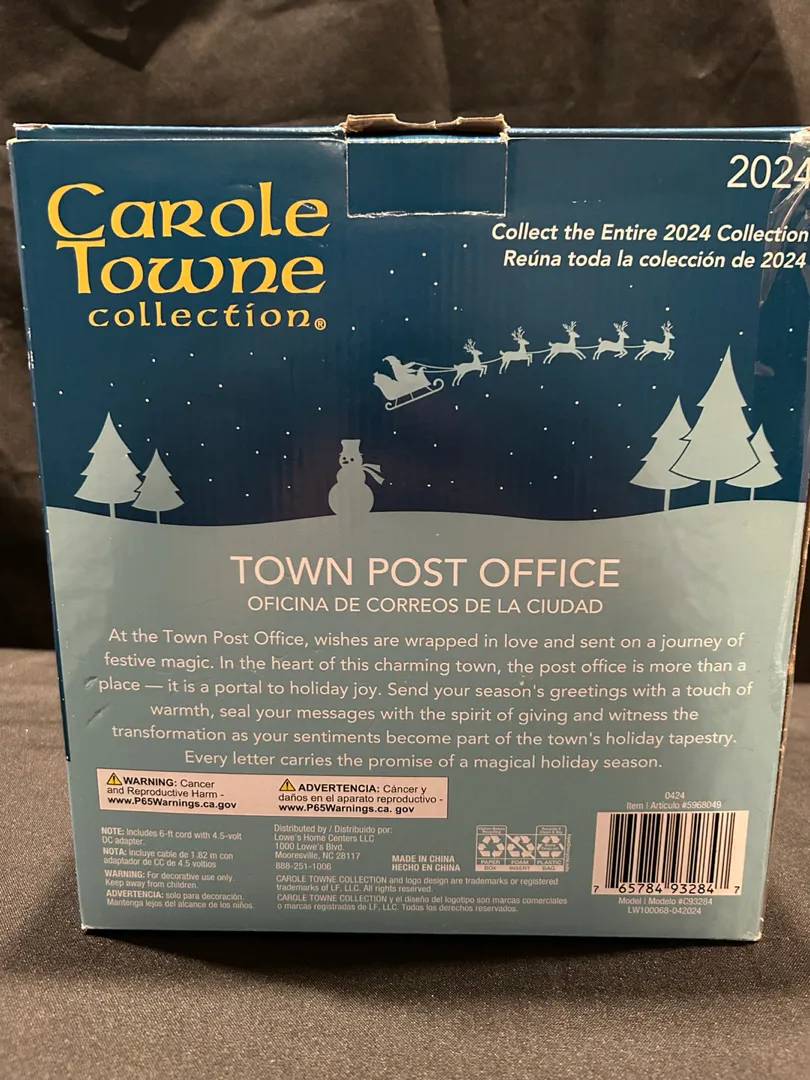 2024
Carole
Towne
collection®
Collect the Entire 2024 Collection
Reúna toda la colección de 2024
TOWN POST OFFICE
OFICINA DE CORREOS DE LA CIUDAD
At the Town Post Office, wishes are wrapped in love and sent on a journey of
festive magic. In the heart of this charming town, the post office is more than a
place — it is a portal to holiday joy. Send your season's greetings with a touch of
warmth, seal your messages with the spirit of giving and witness the
transformation as your sentiments become part of the town's holiday tapestry.
Every letter carries the promise of a magical holiday season.
WARNING: Cancer
and Reproductive Harm -
www.P65Warnings.ca.gov
ADVERTENCIA: Cáncer y
daños en el aparato reproductivo -
www.P65Warnings.ca. gov
NOTE: Includes 6-ft cord with 4.5-volt
DC adapter.
NOTA: incluye cable de 1.82 m con
adaptador de CC de 4.5 voltios
WARNING: For decorative use only.
Keep away from children.
ADVERTENCIA: solo para decoración.
Mantenga lejos del alcance de los niños.
Distributed by / Distribuido por:
Lowe's Home Centers LLC
1000 Lowe's Blvd.
Mooresville, NC 28117
888-251-1006
MADE IN CHINA
HECHO EN CHINA
PAPER
BOX
FOAM
INSERT
PLASTIC
BAG
CAROLE TOWNE COLLECTION and logo design are trademarks or registered
trademarks of LF, LLC. All rights reserved.
CAROLE TOWNE COLLECTION y el diseño del logotipo son marcas comerciales
o marcas registradas de LF, LLC. Todos los derechos reservados.
0424
Item | Artículo #5968049
7 65784 93284 7
Model | Modelo #C93284
LW100068-042024